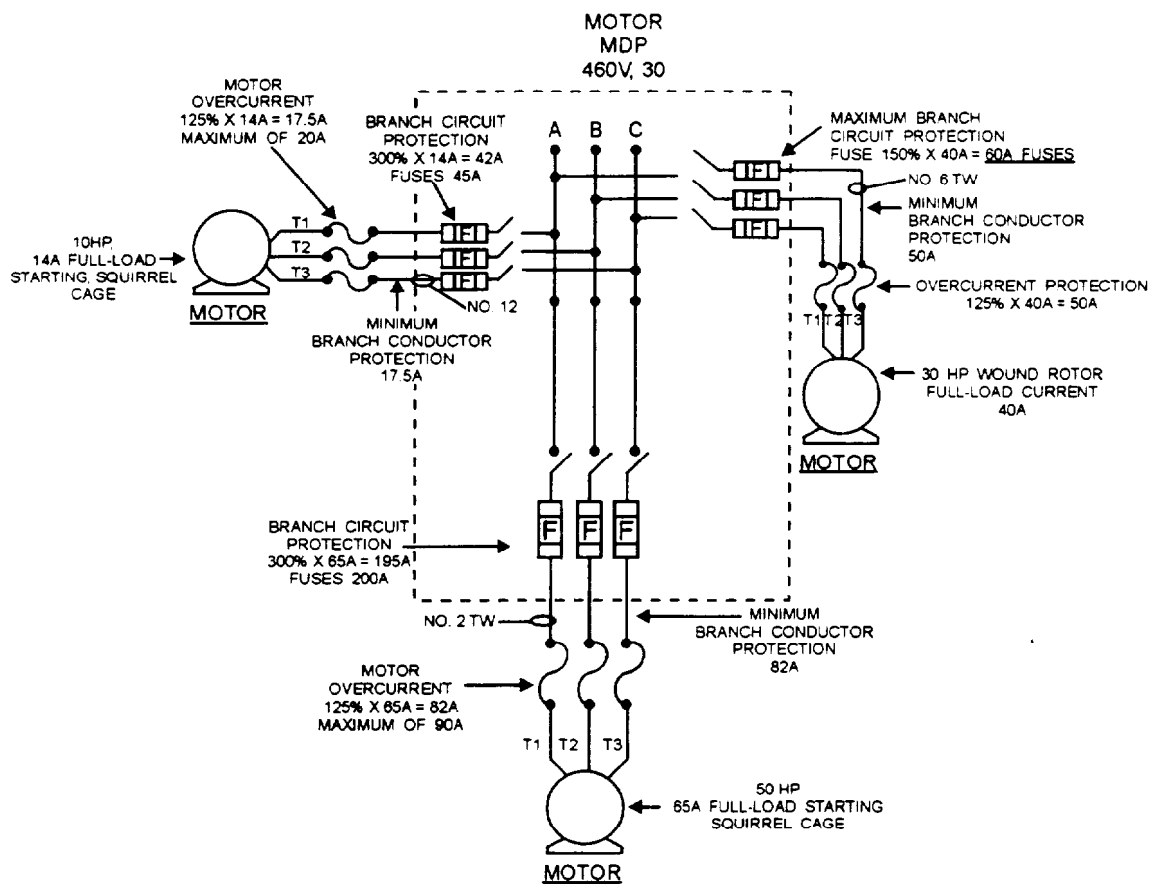 MOTOR
MDP
460V, 30
MOTOR
OVERCURRENT
125% X 14A = 17.5A
MAXIMUM OF 20A
BRANCH CIRCUIT
PROTECTION
300% X 14A = 42A
FUSES 45A
A B C
MAXIMUM BRANCH
CIRCUIT PROTECTION
FUSE 150% X 40A = 60A FUSES
F
F
F
NO. 6 TW
MINIMUM
BRANCH CONDUCTOR
PROTECTION
50A
10HP,
14A FULL-LOAD
STARTING, SQUIRREL
CAGE
MOTOR
T1
T2
T3
F
F
F
NO. 12
MINIMUM
BRANCH CONDUCTOR
PROTECTION
17.5A
OVERCURRENT PROTECTION
125% X 40A = 50A
T1 T2 T3
30 HP WOUND ROTOR
FULL-LOAD CURRENT
40A
MOTOR
BRANCH CIRCUIT
PROTECTION
300% X 65A = 195A
FUSES 200A
F F F
NO. 2 TW
MINIMUM
BRANCH CONDUCTOR
PROTECTION
82A
MOTOR
OVERCURRENT
125% X 65A = 82A
MAXIMUM OF 90A
T1 T2 T3
50 HP
65A FULL-LOAD STARTING
SQUIRREL CAGE
MOTOR